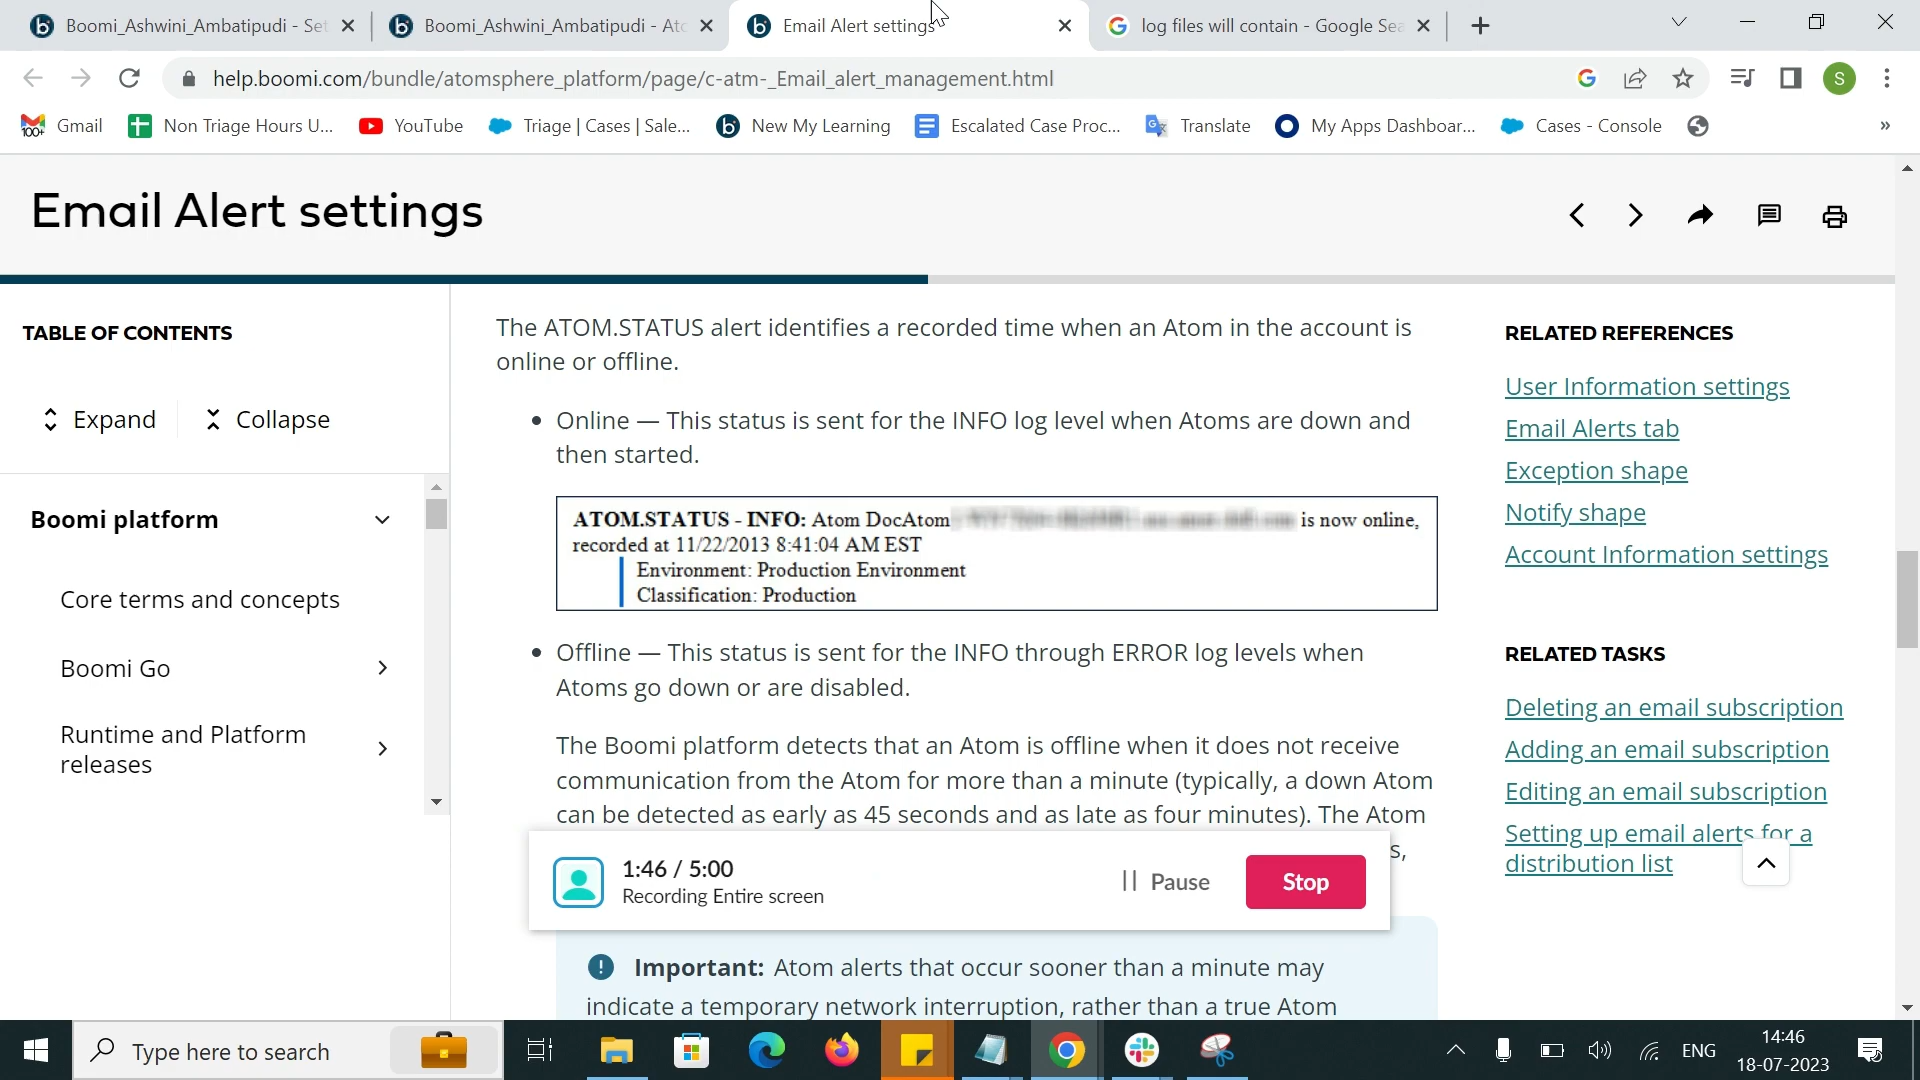 Boomi_Ashwini_Ambatipudi - Set
Boomi_Ashwini_Ambatipudi - Ato
Email Alert settings
log files will contain - Google Sea
help.boomi.com/bundle/atomsphere_platform/page/c-atm-_Email_alert_management.html
S
100+
Gmail
Non Triage Hours U...
YouTube
Triage | Cases | Sale...
New My Learning
Escalated Case Proc...
Translate
My Apps Dashboar...
Cases - Console
»
Email Alert settings
TABLE OF CONTENTS
Expand
Collapse
Boomi platform
Core terms and concepts
Boomi Go
Runtime and Platform
releases
The ATOM.STATUS alert identifies a recorded time when an Atom in the account is
online or offline.
Online — This status is sent for the INFO log level when Atoms are down and
then started.
ATOM.STATUS - INFO: Atom DocAtom is now online,
recorded at 11/22/2013 8:41:04 AM EST
Environment: Production Environment
Classification: Production
Offline — This status is sent for the INFO through ERROR log levels when
Atoms go down or are disabled.
The Boomi platform detects that an Atom is offline when it does not receive
communication from the Atom for more than a minute (typically, a down Atom
can be detected as early as 45 seconds and as late as four minutes). The Atom
s,
Important: Atom alerts that occur sooner than a minute may
indicate a temporary network interruption, rather than a true Atom
RELATED REFERENCES
User Information settings
Email Alerts tab
Exception shape
Notify shape
Account Information settings
RELATED TASKS
Deleting an email subscription
Adding an email subscription
Editing an email subscription
Setting up email alerts for a
distribution list
1:46 / 5:00
Recording Entire screen
Pause
Stop
Type here to search
ENG
14:46
18-07-2023